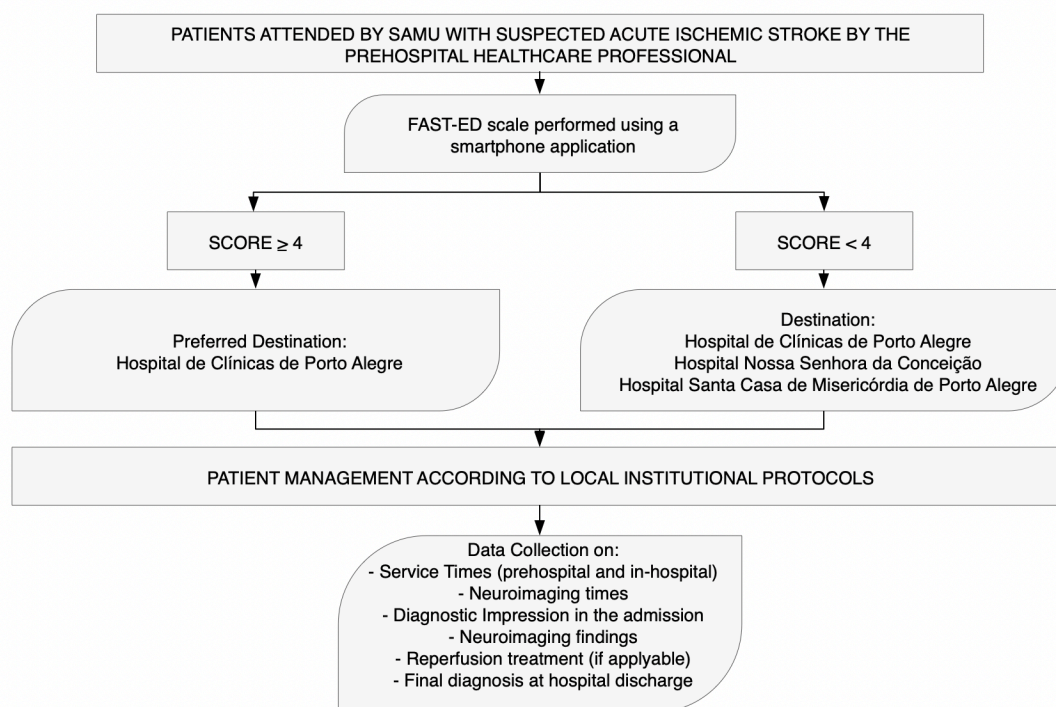 PATIENTS ATTENDED BY SAMU WITH SUSPECTED ACUTE ISCHEMIC STROKE BY THE
PREHOSPITAL HEALTHCARE PROFESSIONAL
FAST-ED scale performed using a
smartphone application
SCORE ≥ 4
SCORE < 4
Preferred Destination:
Hospital de Clínicas de Porto Alegre
Destination:
Hospital de Clínicas de Porto Alegre
Hospital Nossa Senhora da Conceição
Hospital Santa Casa de Misericórdia de Porto Alegre
PATIENT MANAGEMENT ACCORDING TO LOCAL INSTITUTIONAL PROTOCOLS
Data Collection on:
- Service Times (prehospital and in-hospital)
- Neuroimaging times
- Diagnostic Impression in the admission
- Neuroimaging findings
- Reperfusion treatment (if applyable)
- Final diagnosis at hospital discharge